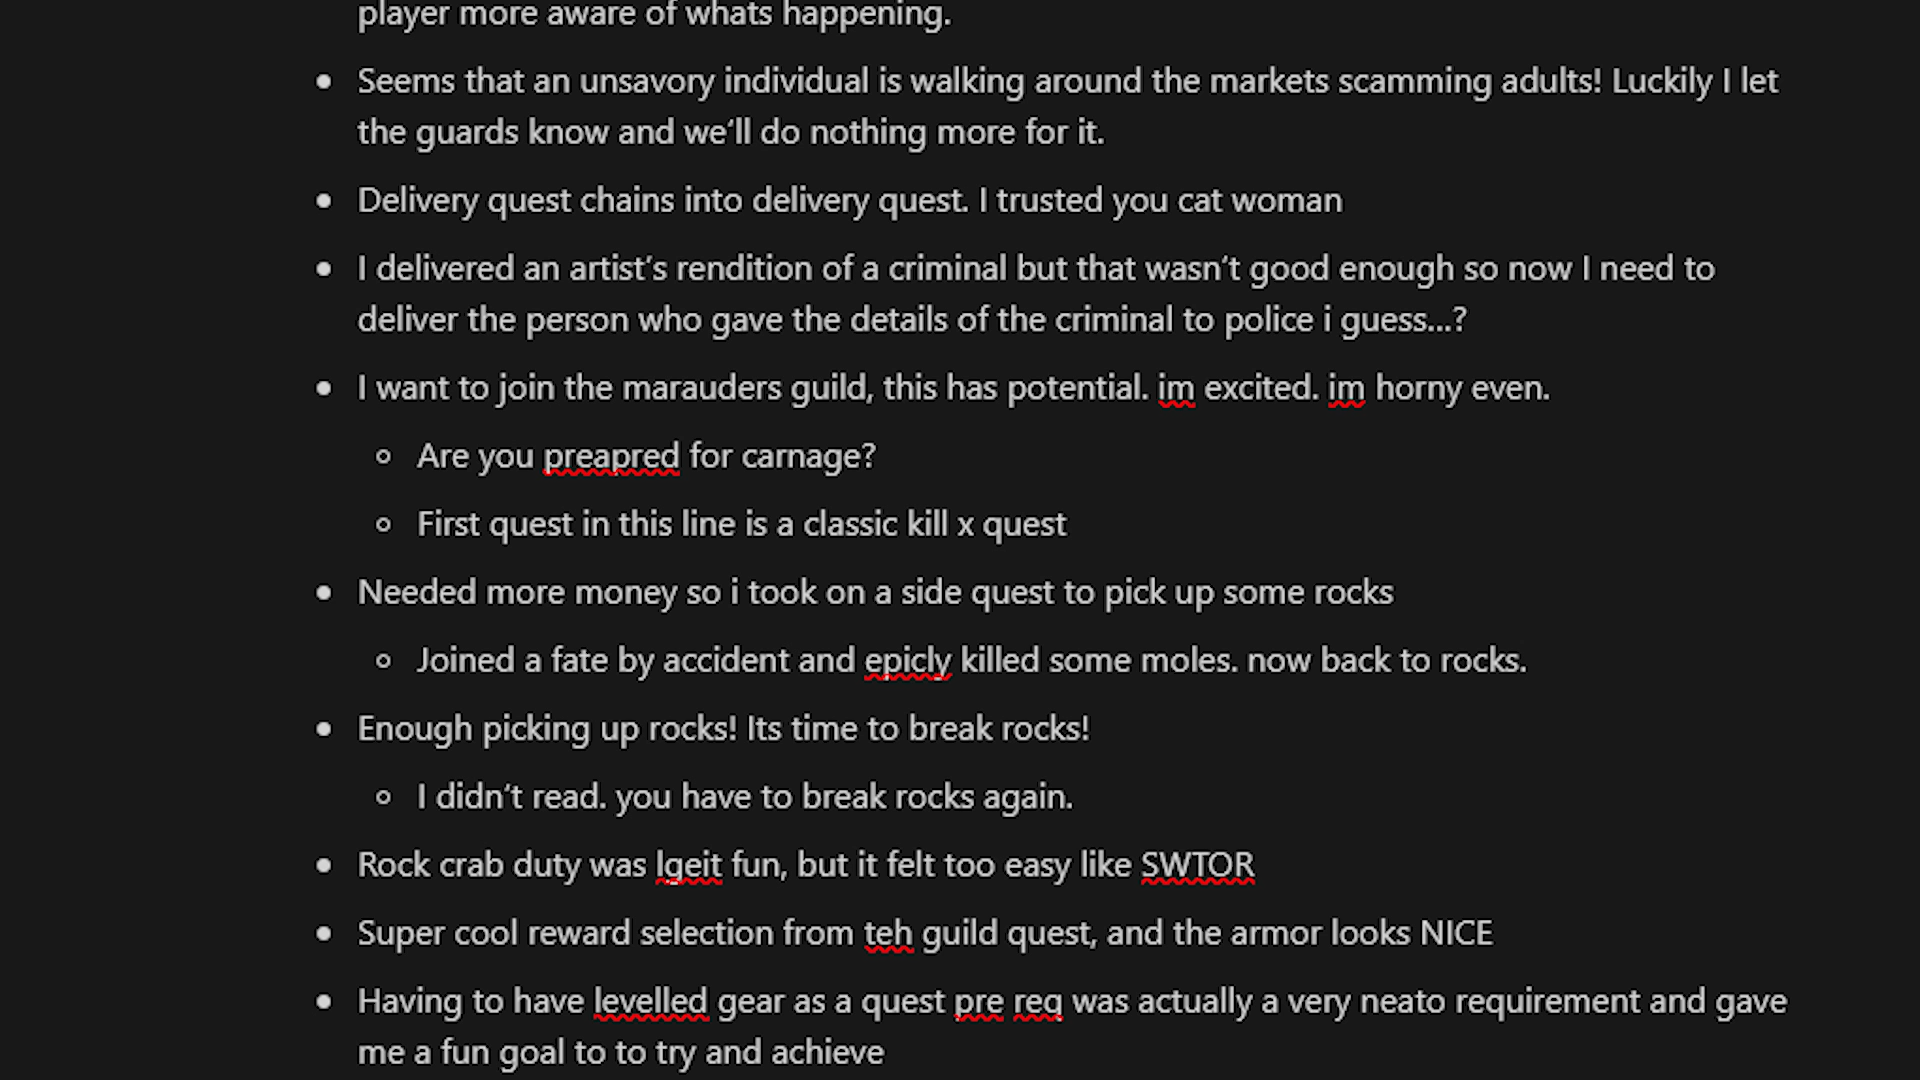 player more aware of whats happening.
• Seems that an unsavory individual is walking around the markets scamming adults! Luckily I let
the guards know and we’ll do nothing more for it.
• Delivery quest chains into delivery quest. I trusted you cat woman
• I delivered an artist’s rendition of a criminal but that wasn’t good enough so now I need to
deliver the person who gave the details of the criminal to police i guess...?
• I want to join the marauders guild, this has potential. im excited. im horny even.
◦ Are you preapred for carnage?
◦ First quest in this line is a classic kill x quest
• Needed more money so i took on a side quest to pick up some rocks
◦ Joined a fate by accident and epicly killed some moles. now back to rocks.
• Enough picking up rocks! Its time to break rocks!
◦ I didn’t read. you have to break rocks again.
• Rock crab duty was lgeit fun, but it felt too easy like SWTOR
• Super cool reward selection from teh guild quest, and the armor looks NICE
• Having to have levelled gear as a quest pre req was actually a very neato requirement and gave
me a fun goal to to try and achieve